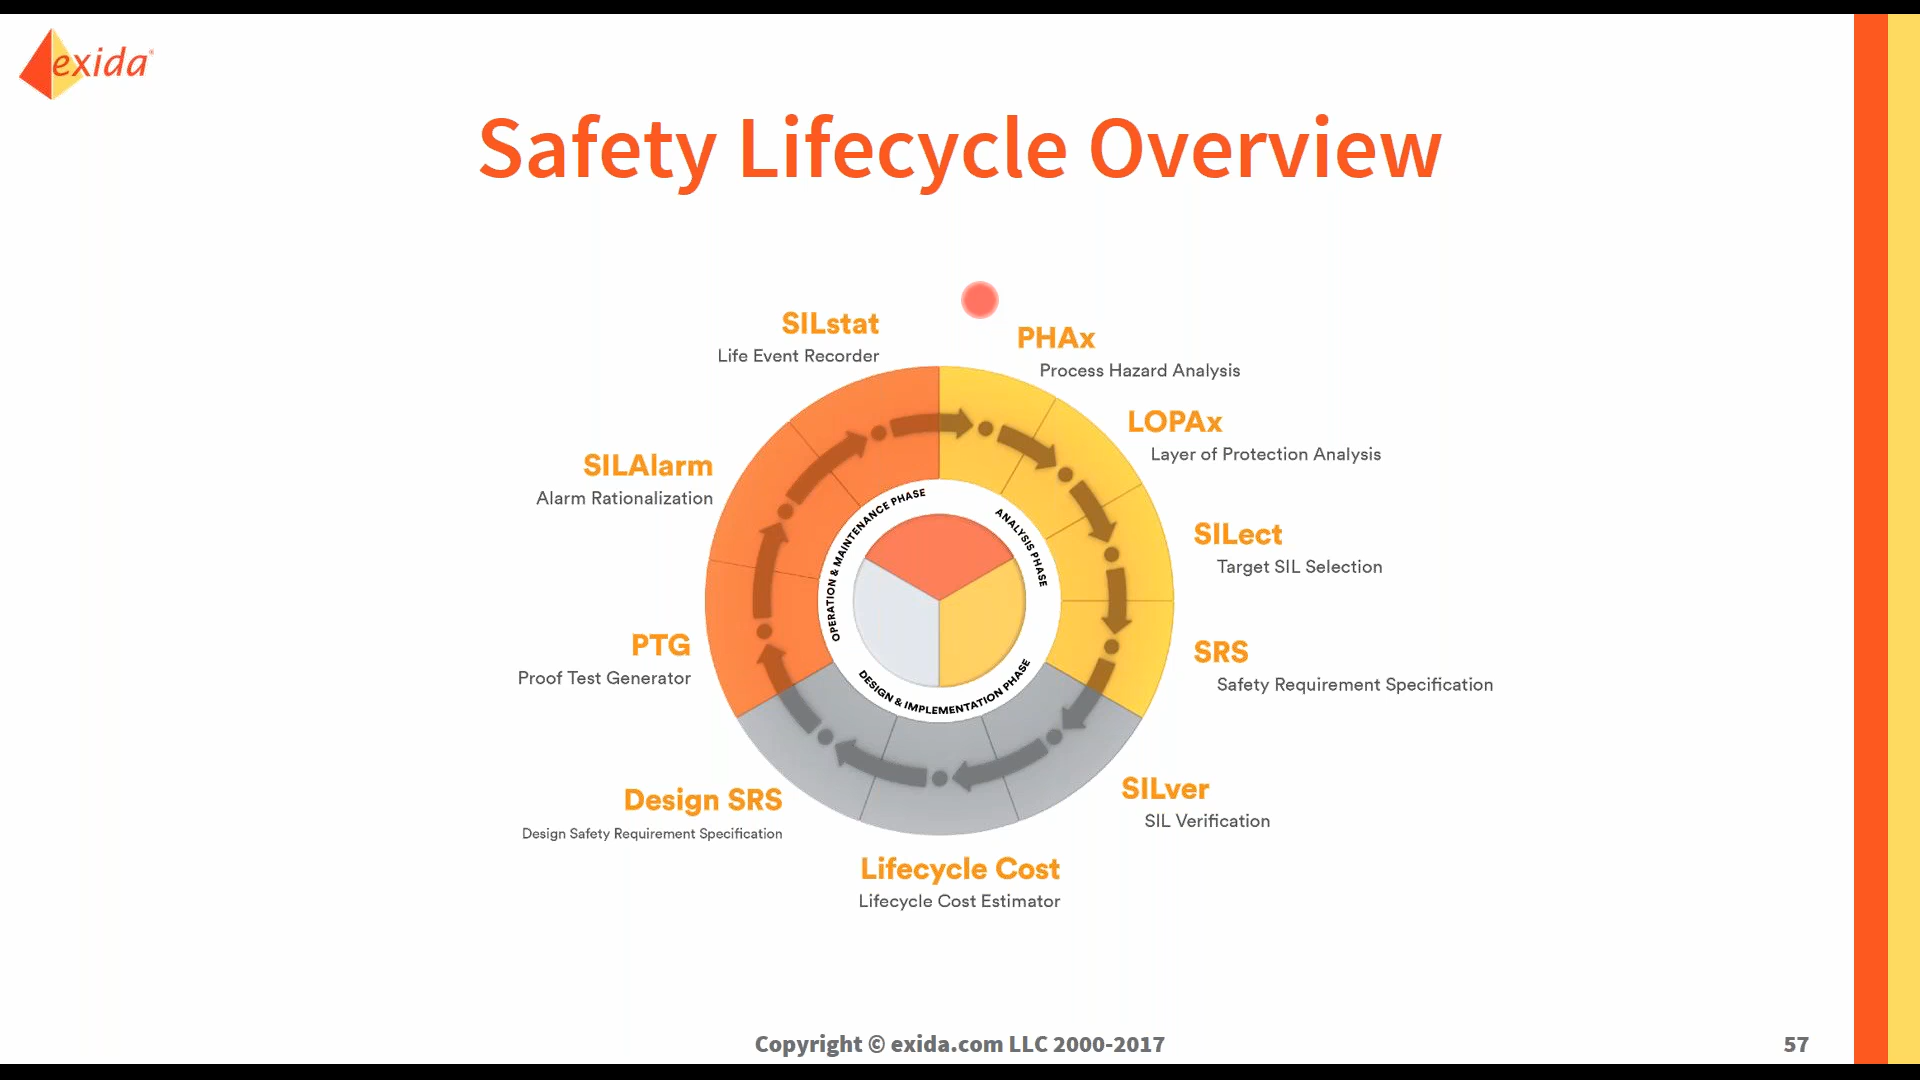 exida
Safety Lifecycle Overview
SILstat
Life Event Recorder
PHAx
Process Hazard Analysis
LOPAx
Layer of Protection Analysis
SILect
Target SIL Selection
SRS
Safety Requirement Specification
SILver
SIL Verification
Lifecycle Cost
Lifecycle Cost Estimator
Design SRS
Design Safety Requirement Specification
PTG
Proof Test Generator
SILAlarm
Alarm Rationalization
OPERATION & MAINTENANCE PHASE
ANALYSIS PHASE
DESIGN & IMPLEMENTATION PHASE
Copyright © exida.com LLC 2000-2017
57